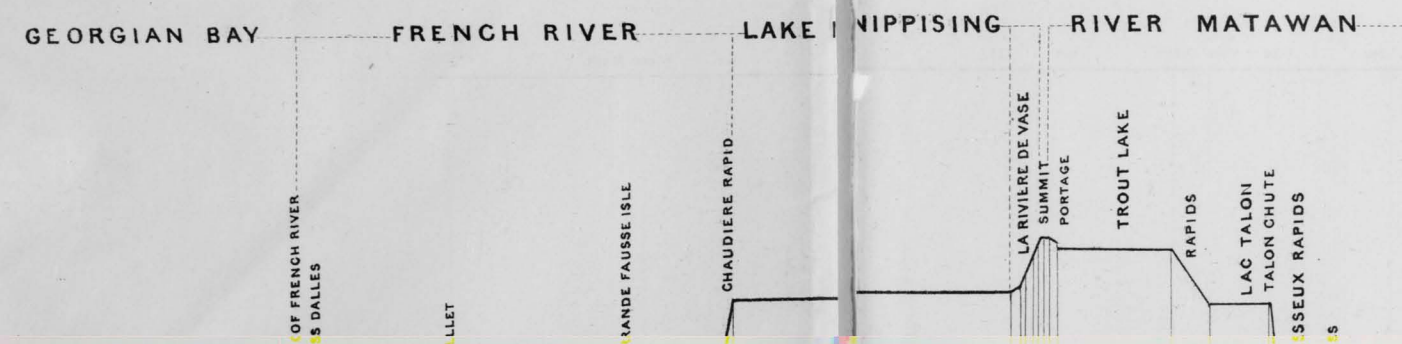 GEORGIAN BAY
FRENCH RIVER
LAKE NIPPISING
RIVER MATAWAN
OF FRENCH RIVER
S DALLES
LLET
RANDE FAUSSE ISLE
CHAUDIERE RAPID
LA RIVIERE DE VASE
SUMMIT
PORTAGE
TROUT LAKE
RAPIDS
LAC TALON
TALON CHUTE
SSEUX RAPIDS
ES